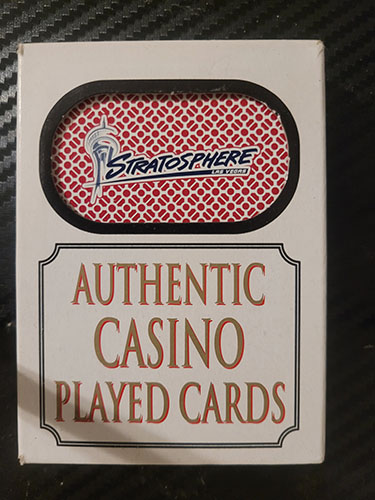 STRATOSPHERE
LAS VEGAS
AUTHENTIC
CASINO
PLAYED CARDS